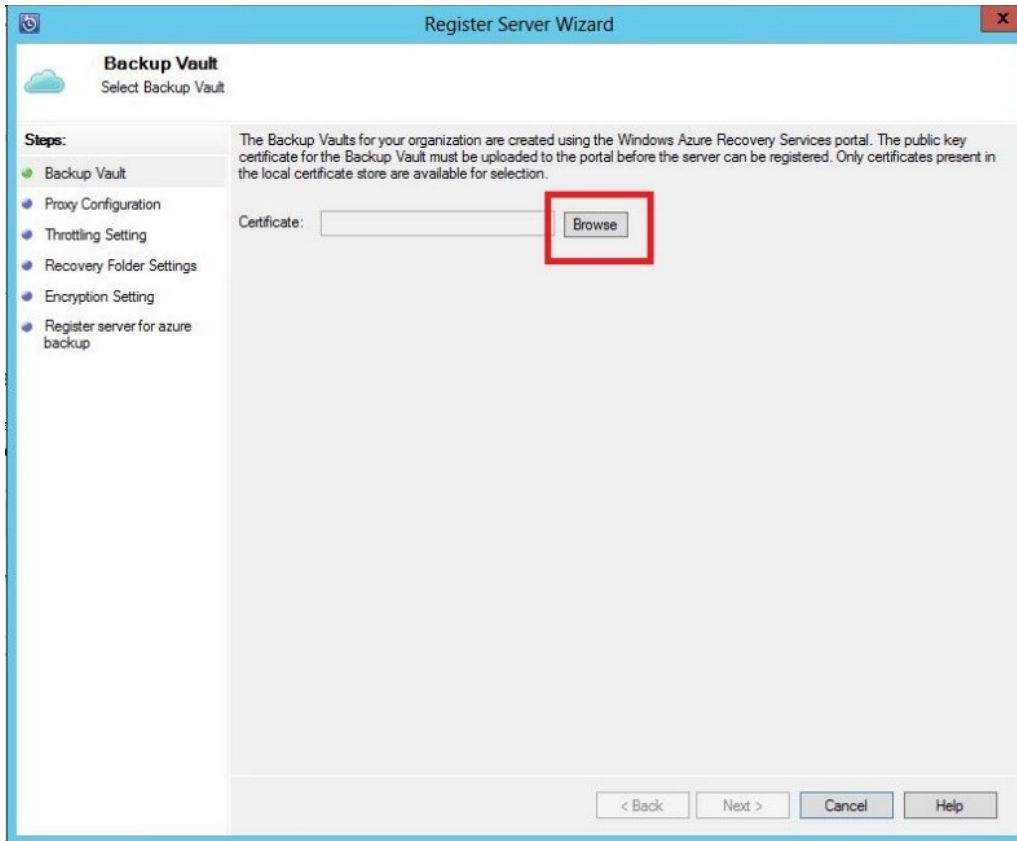 Register Server Wizard
x
Backup Vault
Select Backup Vault
Steps:
Backup Vault
Proxy Configuration
Throttling Setting
Recovery Folder Settings
Encryption Setting
Register server for azure
backup
The Backup Vaults for your organization are created using the Windows Azure Recovery Services portal. The public key
certificate for the Backup Vault must be uploaded to the portal before the server can be registered. Only certificates present in
the local certificate store are available for selection.
Certificate:
Browse
< Back
Next >
Cancel
Help